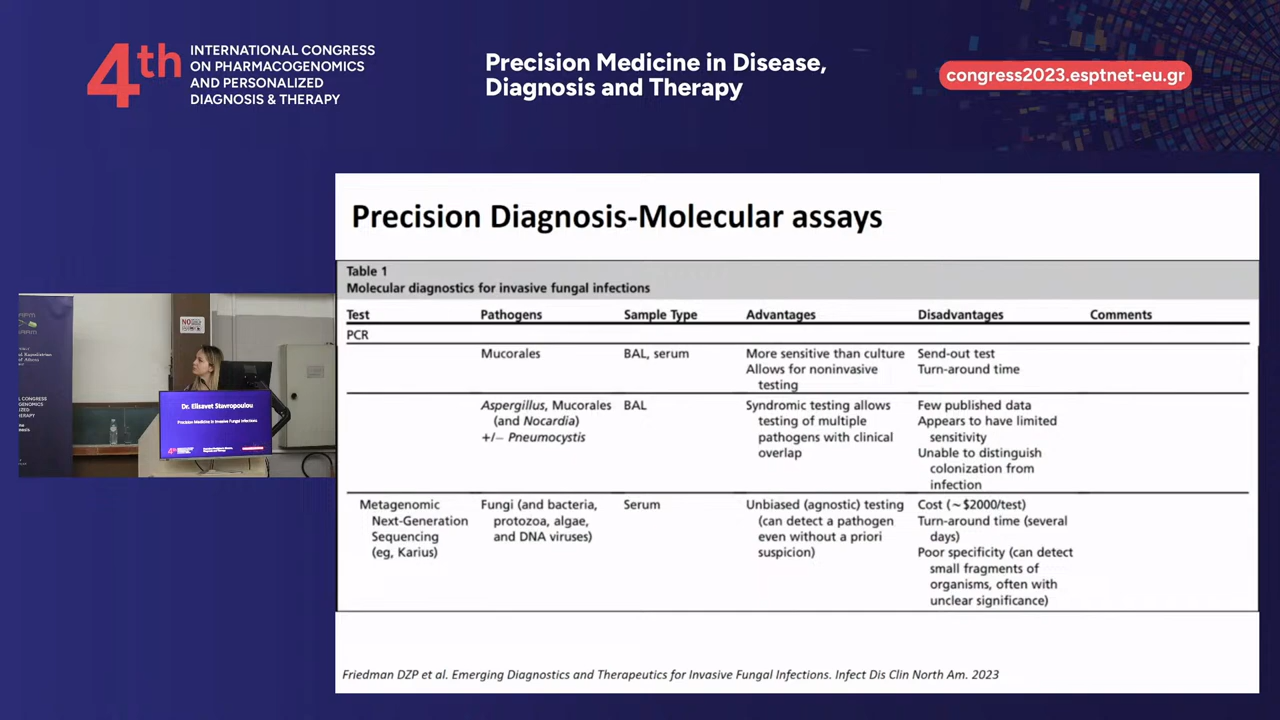 4th
INTERNATIONAL CONGRESS
ON PHARMACOGENOMICS
AND PERSONALIZED
DIAGNOSIS & THERAPY
Precision Medicine in Disease,
Diagnosis and Therapy
congress2023.esptnet-eu.gr
Precision Diagnosis-Molecular assays
Table 1
Molecular diagnostics for invasive fungal infections
Test Pathogens Sample Type Advantages Disadvantages Comments
PCR
Mucorales BAL, serum More sensitive than culture Send-out test
Allows for noninvasive Turn-around time
testing
Aspergillus, Mucorales BAL Syndromic testing allows Few published data
(and Nocardia) testing of multiple Appears to have limited
+/− Pneumocystis pathogens with clinical sensitivity
overlap Unable to distinguish
colonization from
infection
Metagenomic Fungi (and bacteria, Serum Unbiased (agnostic) testing Cost (~$2000/test)
Next-Generation protozoa, algae, (can detect a pathogen Turn-around time (several
Sequencing and DNA viruses) even without a priori days)
(eg, Karius) suspicion) Poor specificity (can detect
small fragments of
organisms, often with
unclear significance)
Friedman DZP et al. Emerging Diagnostics and Therapeutics for Invasive Fungal Infections. Infect Dis Clin North Am. 2023
NO
Dr. Elisavet Stavropoulou
Precision Medicine in Invasive Fungal Infections